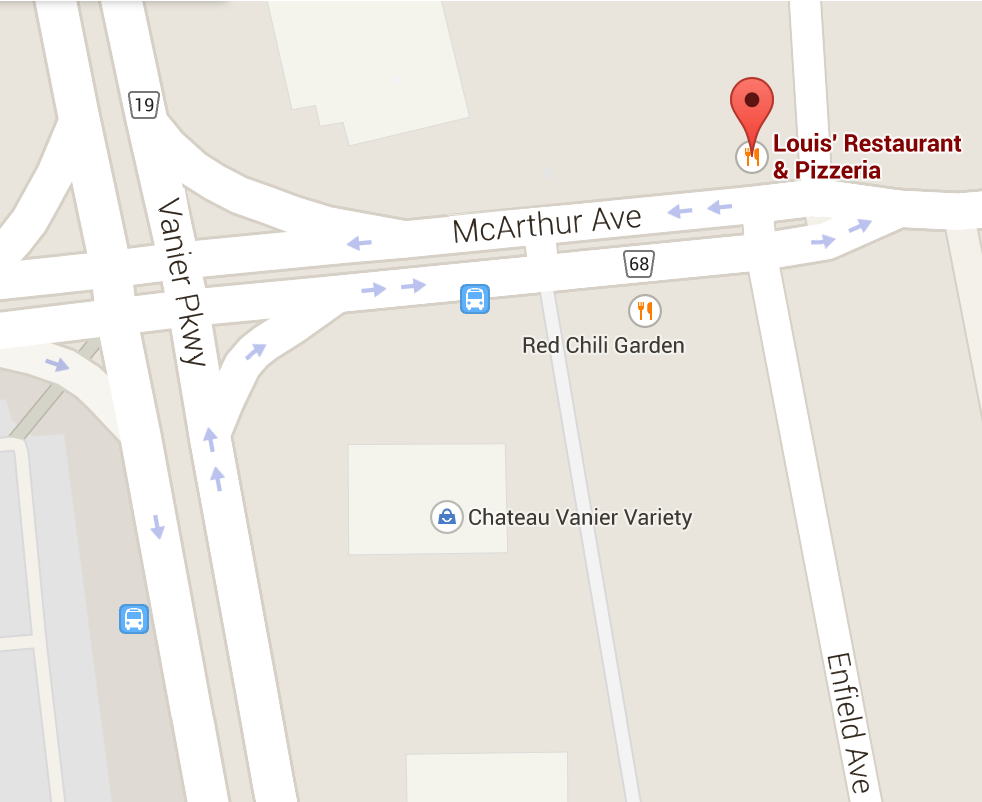 19
Louis' Restaurant
& Pizzeria
McArthur Ave
Vanier Pkwy
68
Red Chili Garden
Chateau Vanier Variety
Enfield Ave